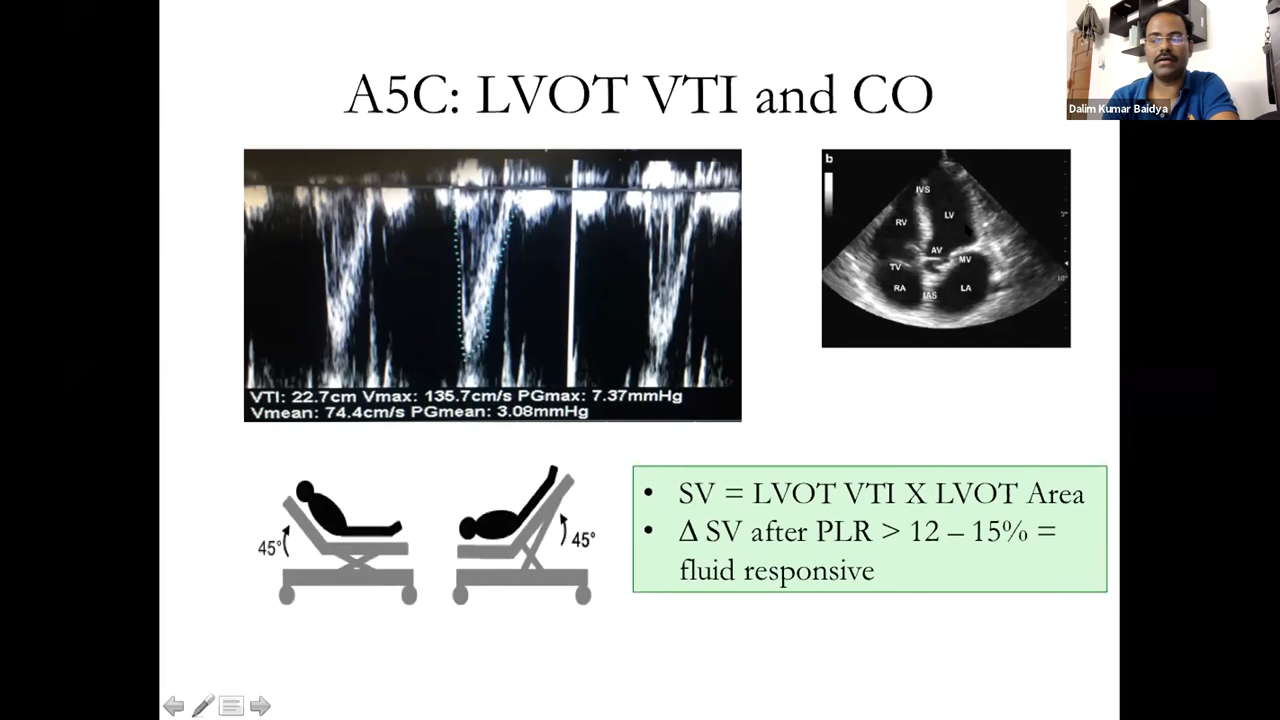 Dalim Kumar Baidya
A5C: LVOT VTI and CO
VTI: 22.7cm Vmax: 135.7cm/s PGmax: 7.37mmHg
Vmean: 74.4cm/s PGmean: 3.08mmHg
b
IVS
RV
LV
AV
MV
TV
RA
IAS
LA
5
10
45°
45°
• SV = LVOT VTI X LVOT Area
• Δ SV after PLR > 12 – 15% =
fluid responsive